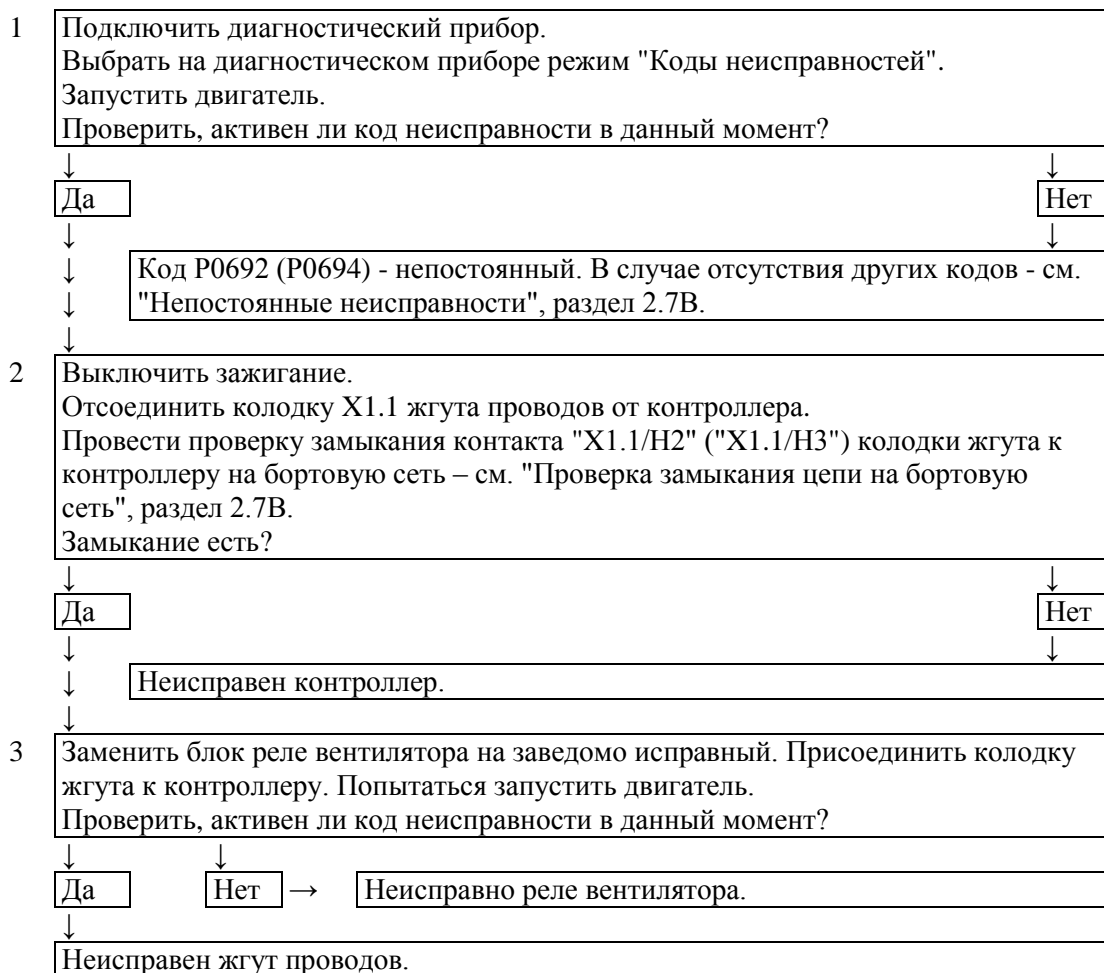 1 Подключить диагностический прибор.
Выбрать на диагностическом приборе режим "Коды неисправностей".
Запустить двигатель.
Проверить, активен ли код неисправности в данный момент?
↓ ↓
Да Нет
↓ ↓
↓ Код P0692 (P0694) - непостоянный. В случае отсутствия других кодов - см.
↓ "Непостоянные неисправности", раздел 2.7В.
↓
2 Выключить зажигание.
Отсоединить колодку X1.1 жгута проводов от контроллера.
Провести проверку замыкания контакта "X1.1/H2" ("X1.1/H3") колодки жгута к
контроллеру на бортовую сеть – см. "Проверка замыкания цепи на бортовую
сеть", раздел 2.7В.
Замыкание есть?
↓ ↓
Да Нет
↓ ↓
↓ Неисправен контроллер.
↓
3 Заменить блок реле вентилятора на заведомо исправный. Присоединить колодку
жгута к контроллеру. Попытаться запустить двигатель.
Проверить, активен ли код неисправности в данный момент?
↓ ↓
Да Нет → Неисправно реле вентилятора.
↓
Неисправен жгут проводов.